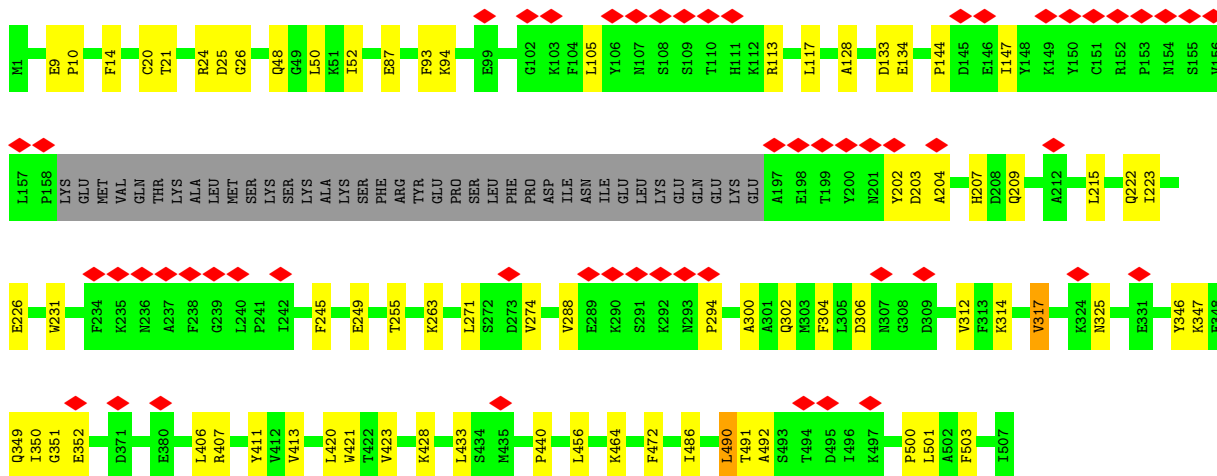 M1 E9 P10 F14 C20 T21 R24 D25 G26 Q48 G49 L50 K51 I52 E87 F93 K94 E99 G102 K103 F104 L105 Y106 N107 S108 S109 T110 H111 K112 R113 L117 A128 D133 E134 P144 D145 E146 I147 Y148 K149 Y150 C151 R152 P153 N154 S155 V156
L157 P158 LYS GLU MET VAL GLN THR LYS ALA LEU MET SER LYS SER LYS ALA LYS SER PHE ARG TYR GLU PRO SER LEU PHE PRO ASP ILE ASN ILE GLU LEU LYS GLU GLN GLU LYS GLU A197 E198 T199 Y200 N201 Y202 D203 A204 H207 D208 Q209 A212 L215 Q222 I223
E226 W231 F234 K235 N236 A237 F238 G239 L240 P241 I242 F245 E249 T255 K263 L271 S272 D273 V274 V288 E289 K290 S291 K292 N293 P294 A300 A301 Q302 M303 F304 L305 D306 N307 G308 D309 V312 F313 K314 V317 K324 N325 E331 Y346 K347 E348
Q349 I350 G351 E352 D371 E380 L406 R407 Y411 V412 V413 L420 W421 T422 V423 K428 L433 S434 M435 P440 L456 K464 F472 I486 L490 T491 A492 S493 T494 D495 I496 K497 P500 L501 A502 F503 I507